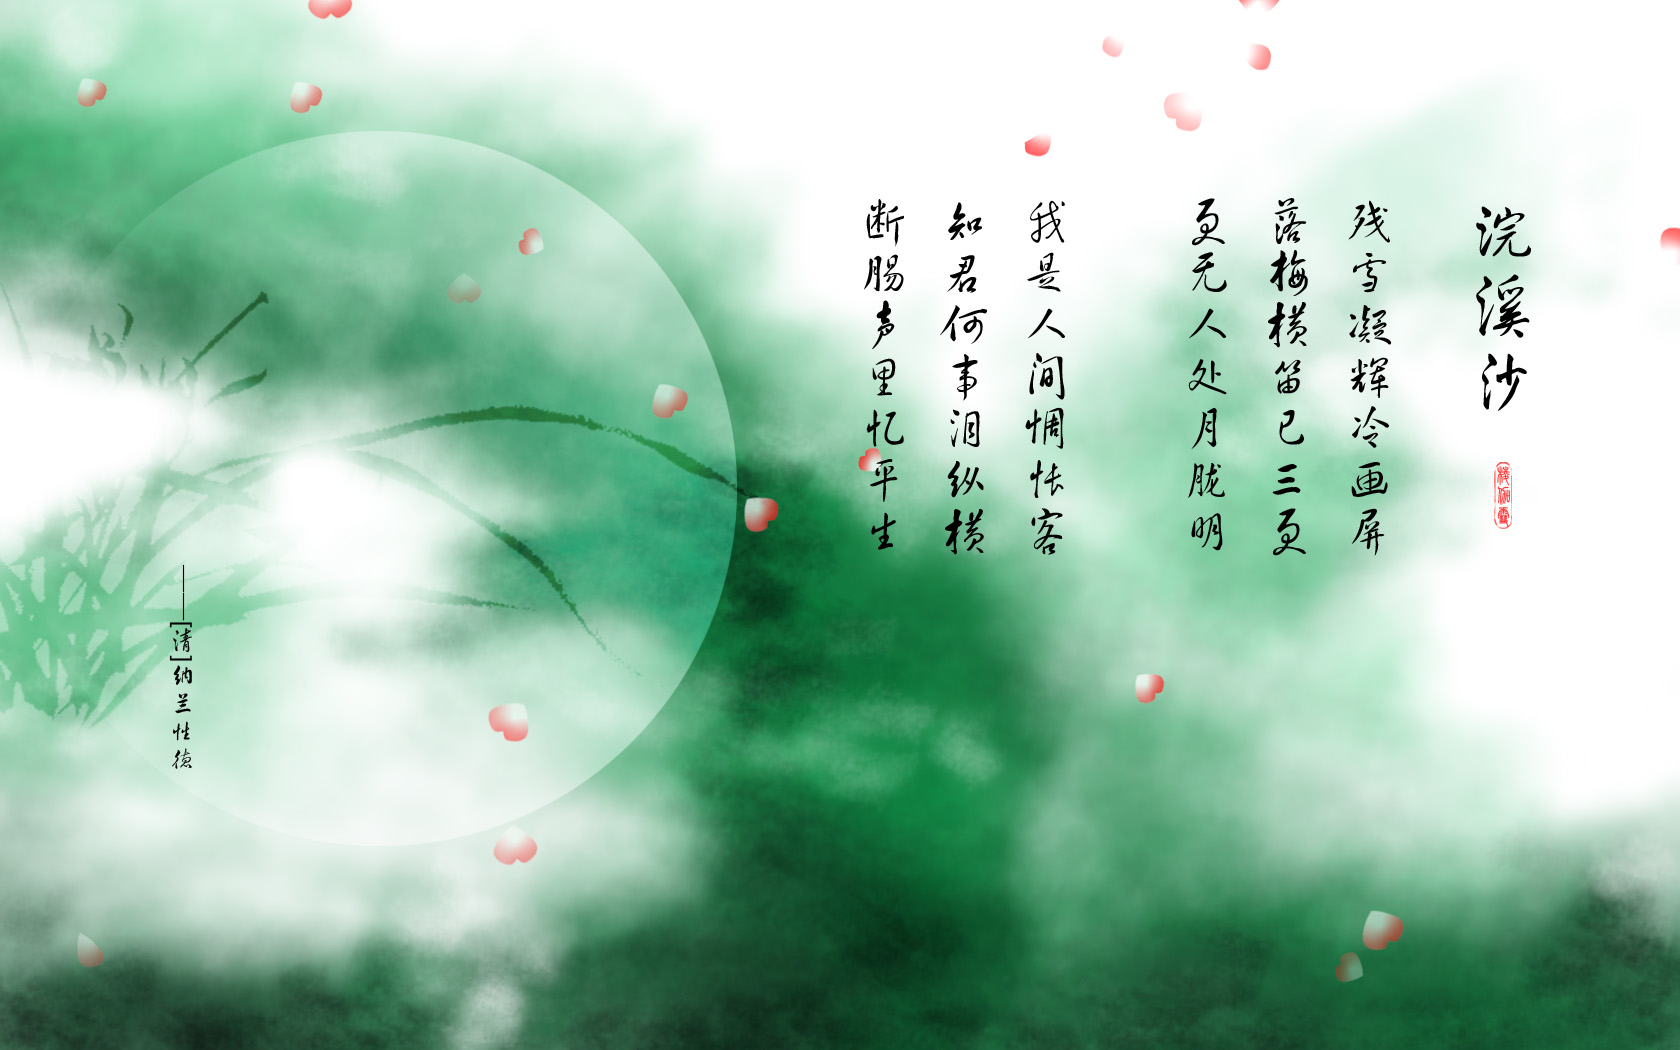 浣溪沙
残雪凝辉冷画屏
落梅横笛已三更
更无人处月胧明
我是人间惆怅客
知君何事泪纵横
断肠声里忆平生
——[清]纳兰性德